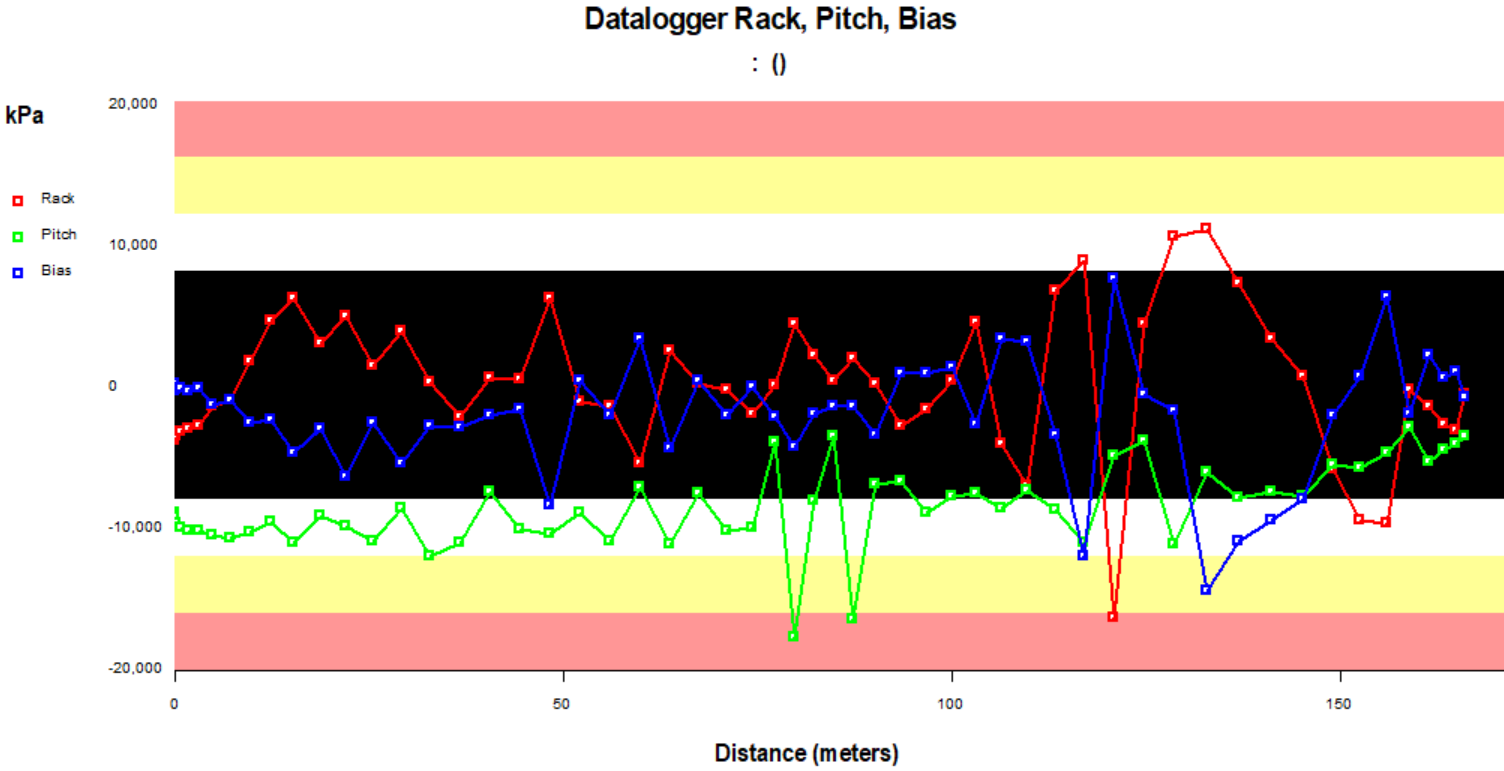 Datalogger Rack, Pitch, Bias
: ()
kPa
20,000
Rack
Pitch
10,000
Bias
0
-10,000
-20,000
0 50 100 150
Distance (meters)